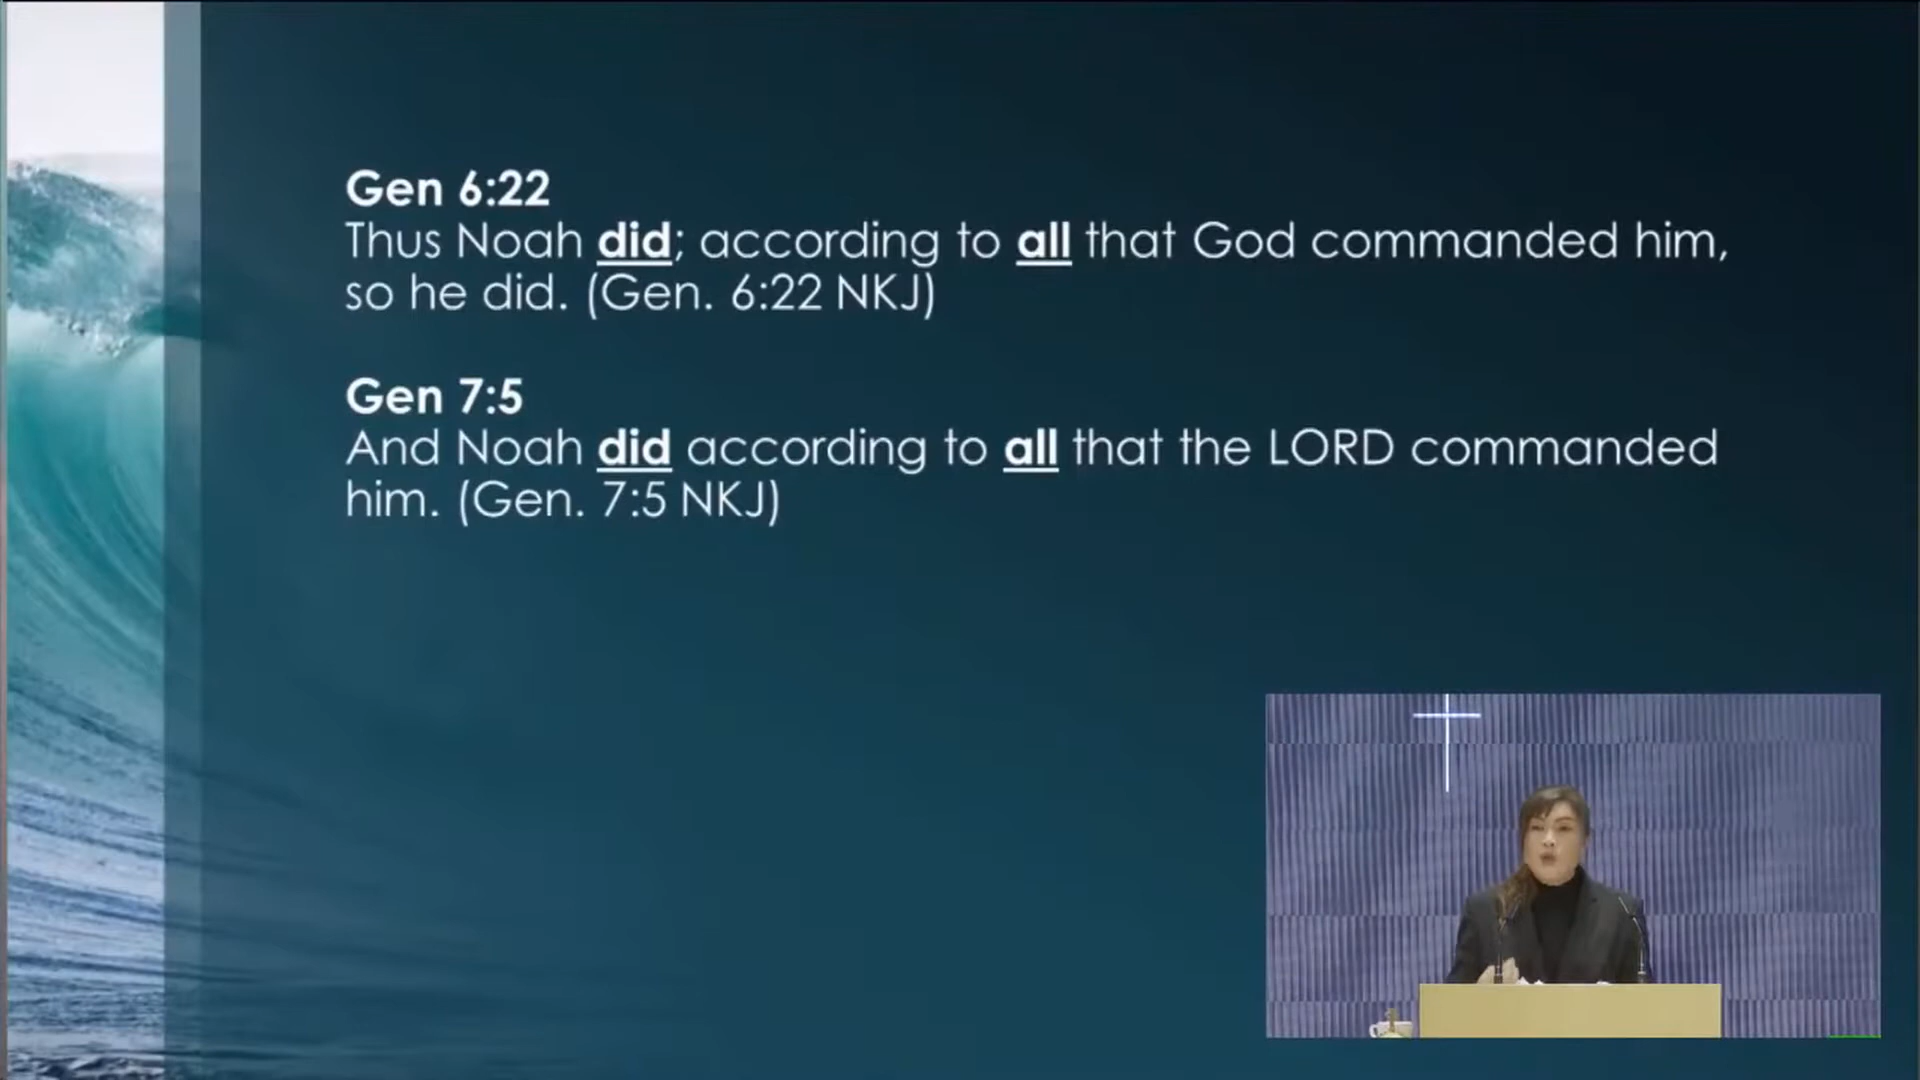 Gen 6:22
Thus Noah did; according to all that God commanded him,
so he did. (Gen. 6:22 NKJ)
Gen 7:5
And Noah did according to all that the LORD commanded
him. (Gen. 7:5 NKJ)